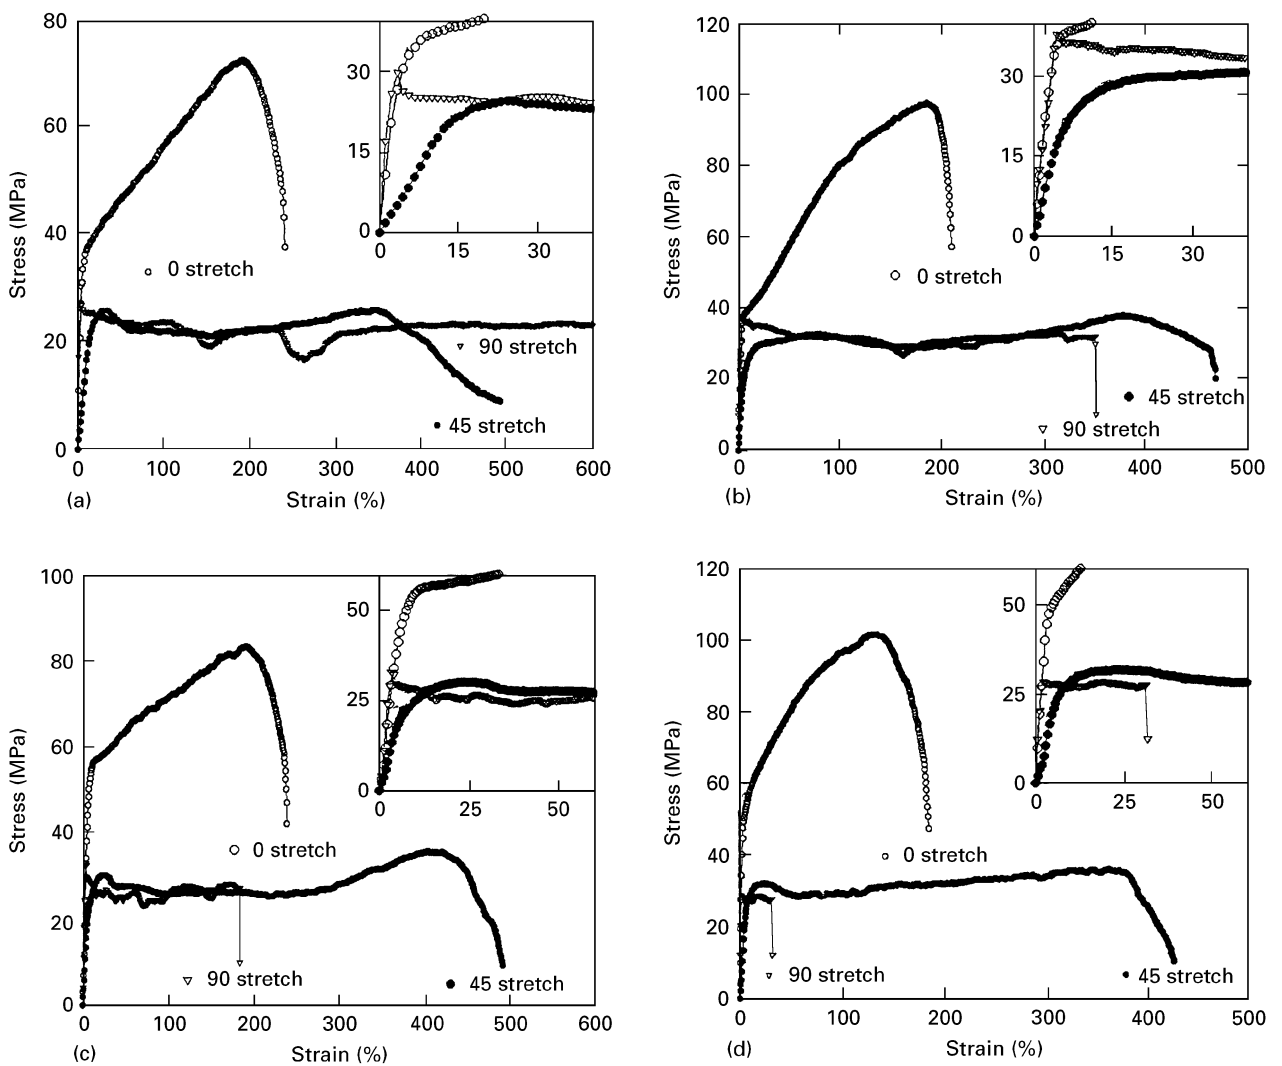 80
60
40
20
0
Stress (MPa)
30
15
0
0 15 30
0 stretch
90 stretch
45 stretch
0 100 200 300 400 500 600
(a) Strain (%)
120
100
80
60
40
20
0
Stress (MPa)
30
15
0
0 15 30
0 stretch
45 stretch
90 stretch
0 100 200 300 400 500
(b) Strain (%)
100
80
60
40
20
0
Stress (MPa)
50
25
0
0 25 50
0 stretch
90 stretch
45 stretch
0 100 200 300 400 500 600
(c) Strain (%)
120
100
80
60
40
20
0
Stress (MPa)
50
25
0
0 25 50
0 stretch
90 stretch
45 stretch
0 100 200 300 400 500
(d) Strain (%)